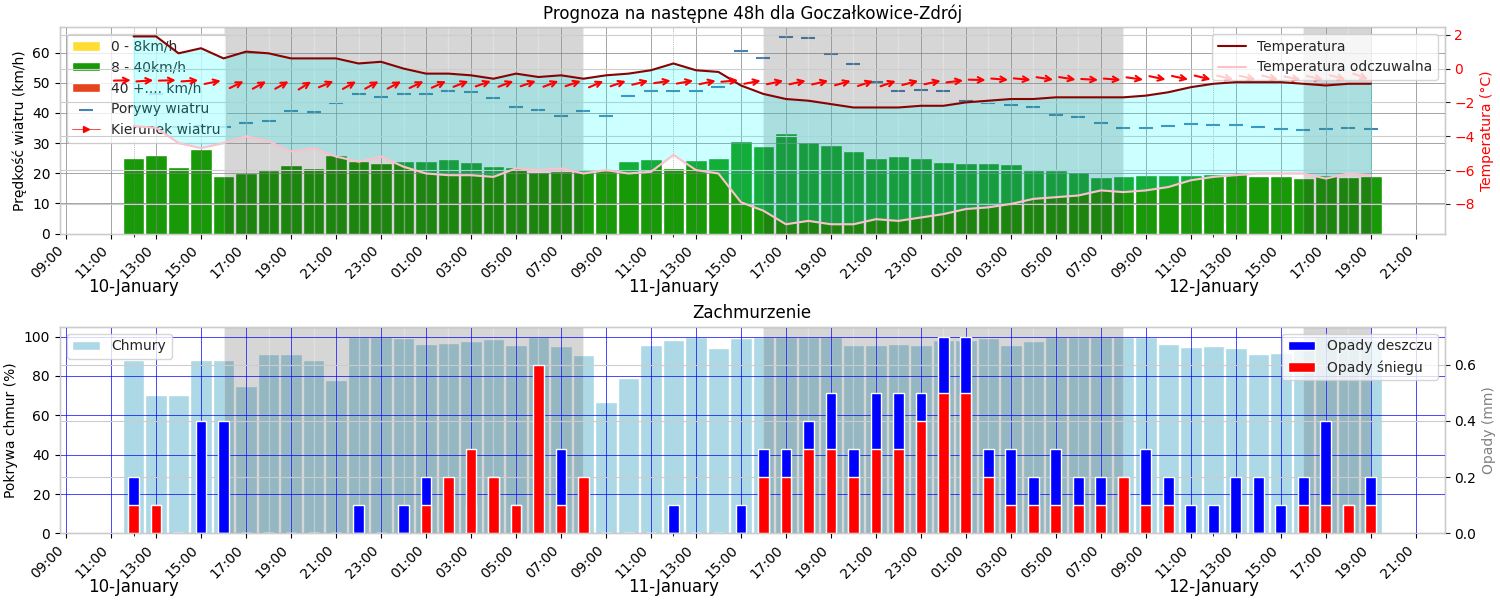 Prognoza na następne 48h dla Goczałkowice-Zdrój
Prędkość wiatru (km/h)
60
50
40
30
20
10
0
0 - 8km/h
8 - 40km/h
40 +.... km/h
Porywy wiatru
Kierunek wiatru
Temperatura
Temperatura odczuwalna
2
0
−2
−4
−6
−8
Temperatura (°C)
09:00 11:00 13:00 15:00 17:00 19:00 21:00 23:00 01:00 03:00 05:00 07:00 09:00 11:00 13:00 15:00 17:00 19:00 21:00 23:00 01:00 03:00 05:00 07:00 09:00 11:00 13:00 15:00 17:00 19:00 21:00
10-January 11-January 12-January
Zachmurzenie
Pokrywa chmur (%)
100
80
60
40
20
0
Chmury
Opady deszczu
Opady śniegu
0.6
0.4
0.2
0.0
Opady (mm)
09:00 11:00 13:00 15:00 17:00 19:00 21:00 23:00 01:00 03:00 05:00 07:00 09:00 11:00 13:00 15:00 17:00 19:00 21:00 23:00 01:00 03:00 05:00 07:00 09:00 11:00 13:00 15:00 17:00 19:00 21:00
10-January 11-January 12-January